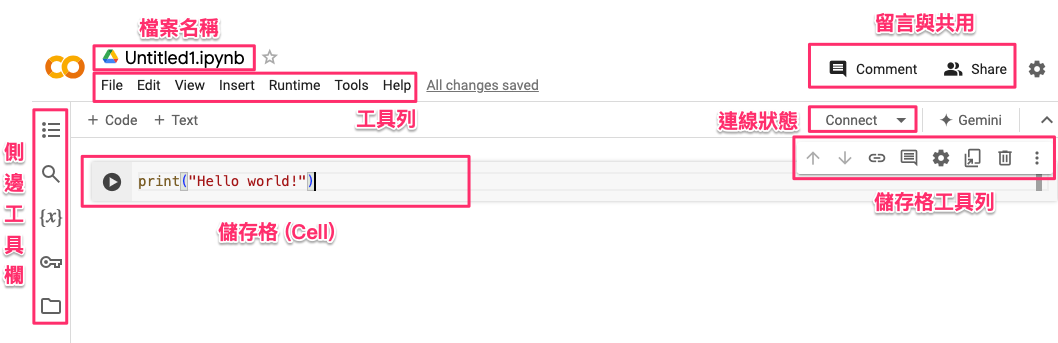 檔案名稱
留言與共用
CO
Untitled1.ipynb
Comment
Share
File Edit View Insert Runtime Tools Help All changes saved
工具列
+ Code + Text
連線狀態
Connect
Gemini
側邊工具欄
print("Hello world!")
{x}
儲存格工具列
儲存格 (Cell)